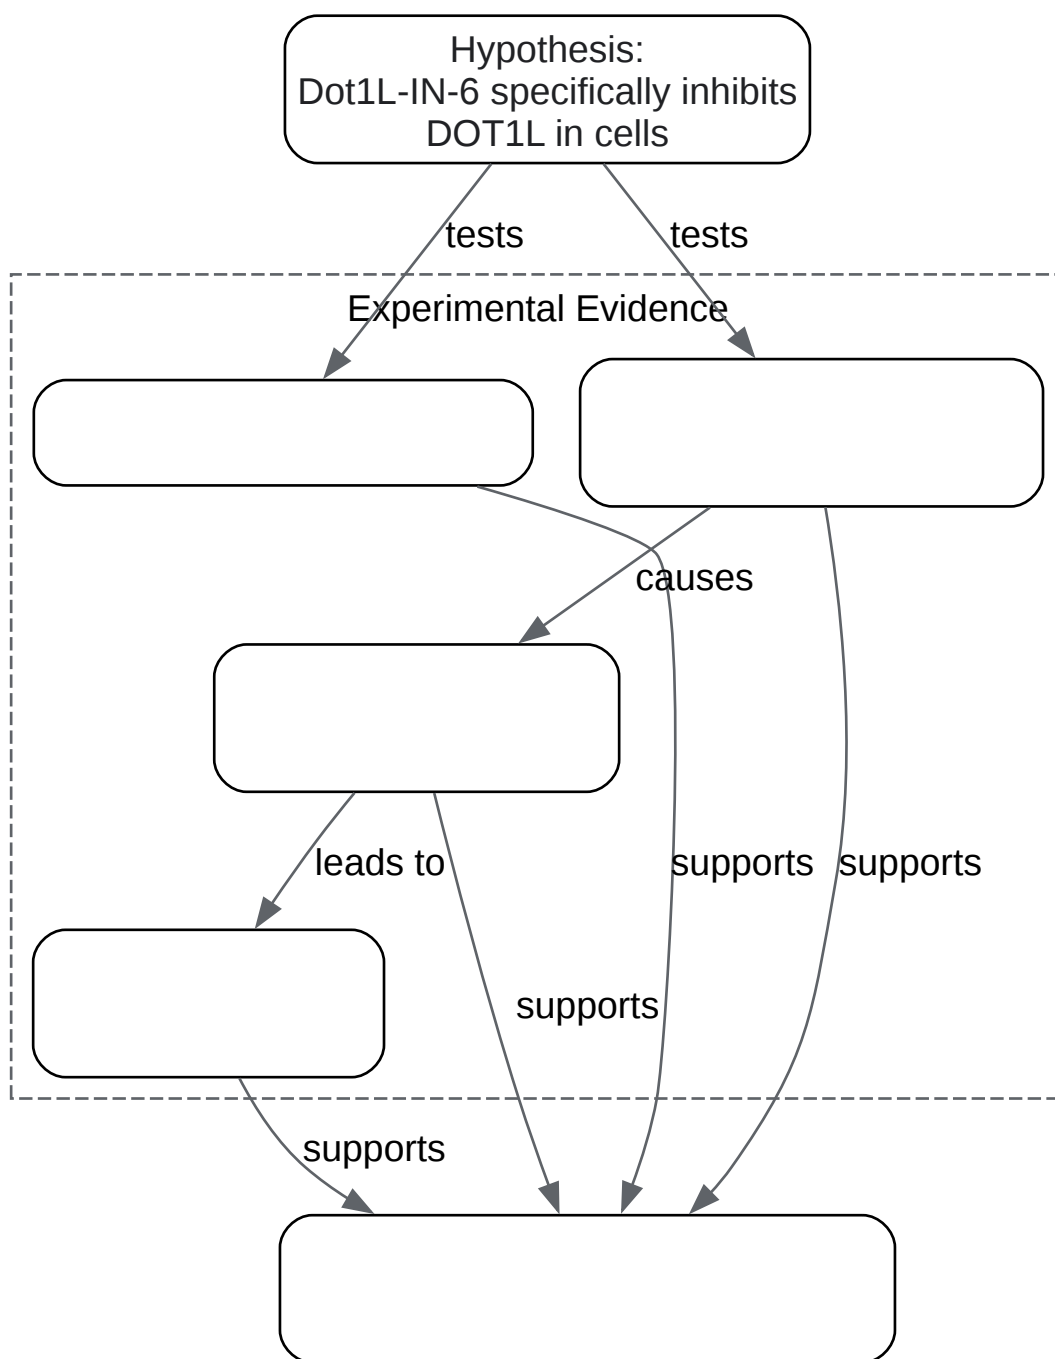 Hypothesis:
Dot1L-IN-6 specifically inhibits
DOT1L in cells
tests
tests
Experimental Evidence
causes
leads to
supports
supports
supports
supports